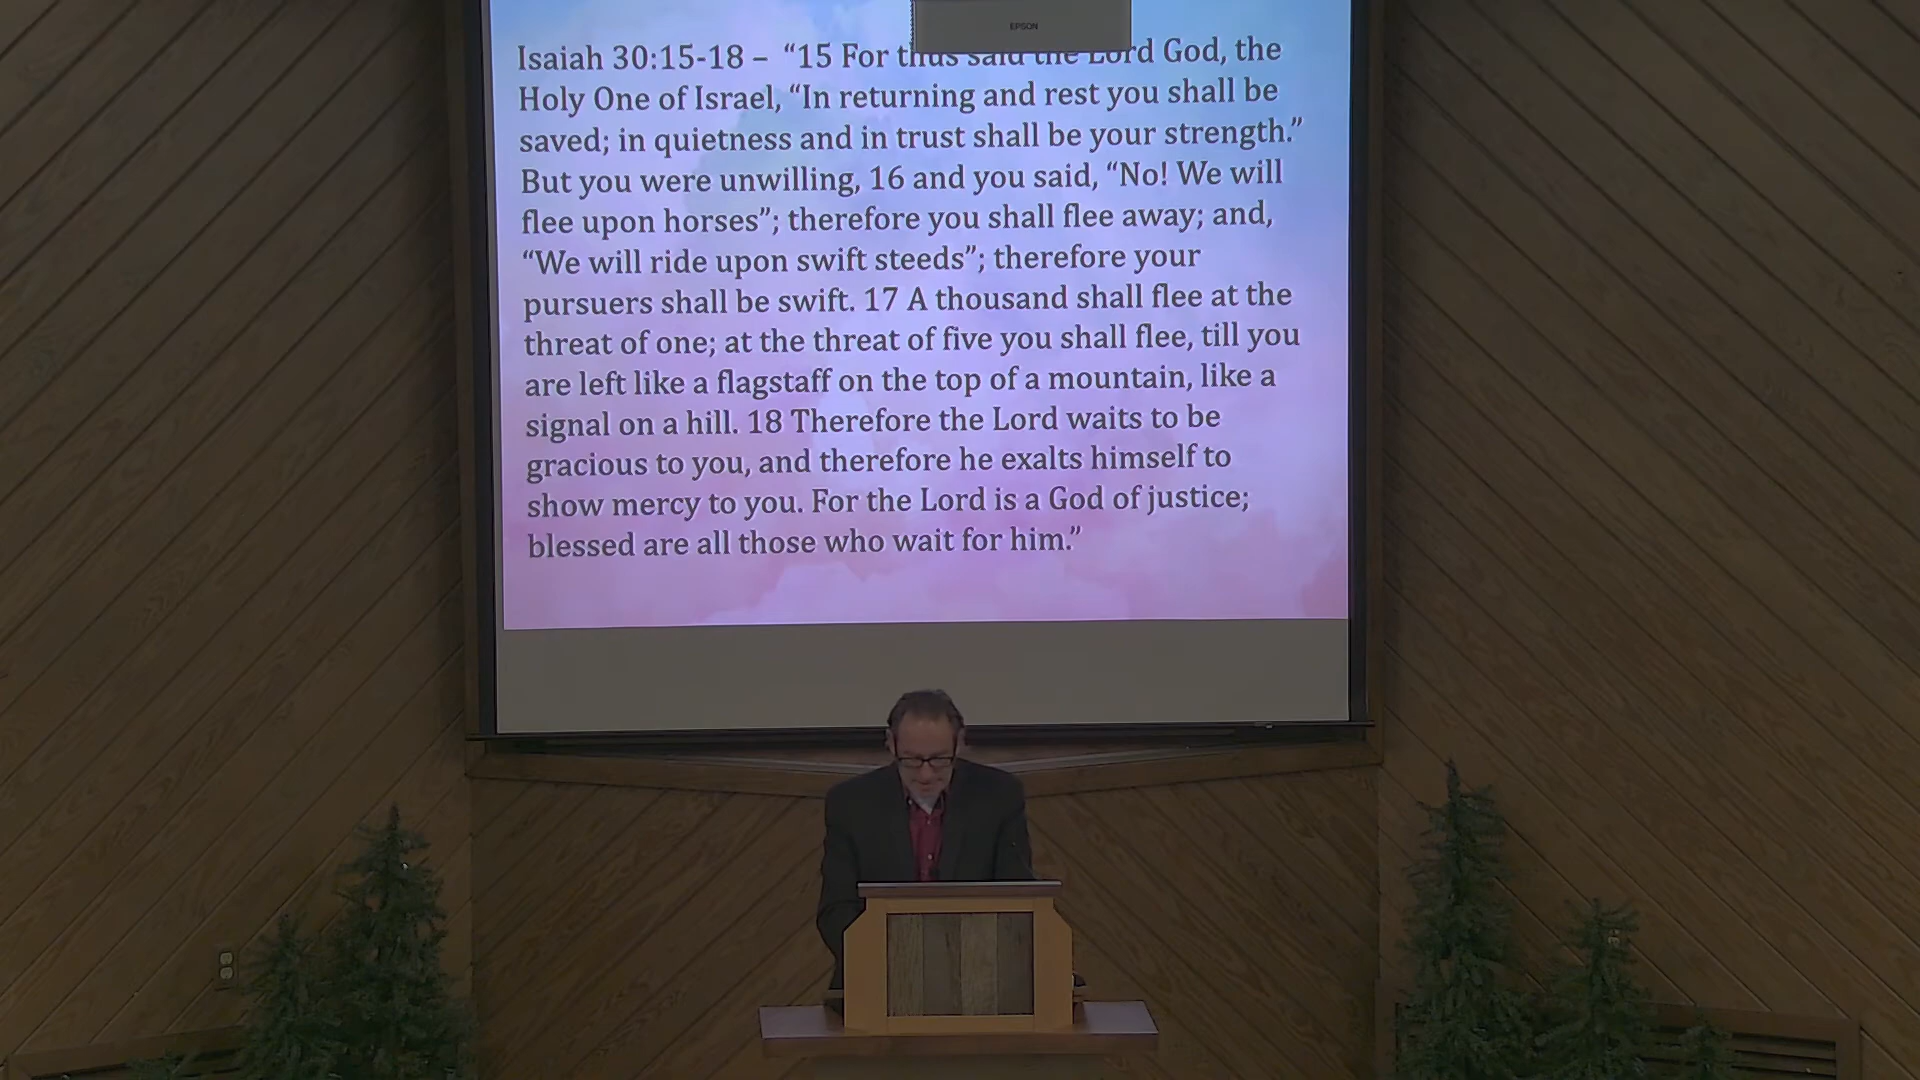 EPSON
Isaiah 30:15-18 – “15 For thus said the Lord God, the
Holy One of Israel, “In returning and rest you shall be
saved; in quietness and in trust shall be your strength.”
But you were unwilling, 16 and you said, “No! We will
flee upon horses”; therefore you shall flee away; and,
“We will ride upon swift steeds”; therefore your
pursuers shall be swift. 17 A thousand shall flee at the
threat of one; at the threat of five you shall flee, till you
are left like a flagstaff on the top of a mountain, like a
signal on a hill. 18 Therefore the Lord waits to be
gracious to you, and therefore he exalts himself to
show mercy to you. For the Lord is a God of justice;
blessed are all those who wait for him.”